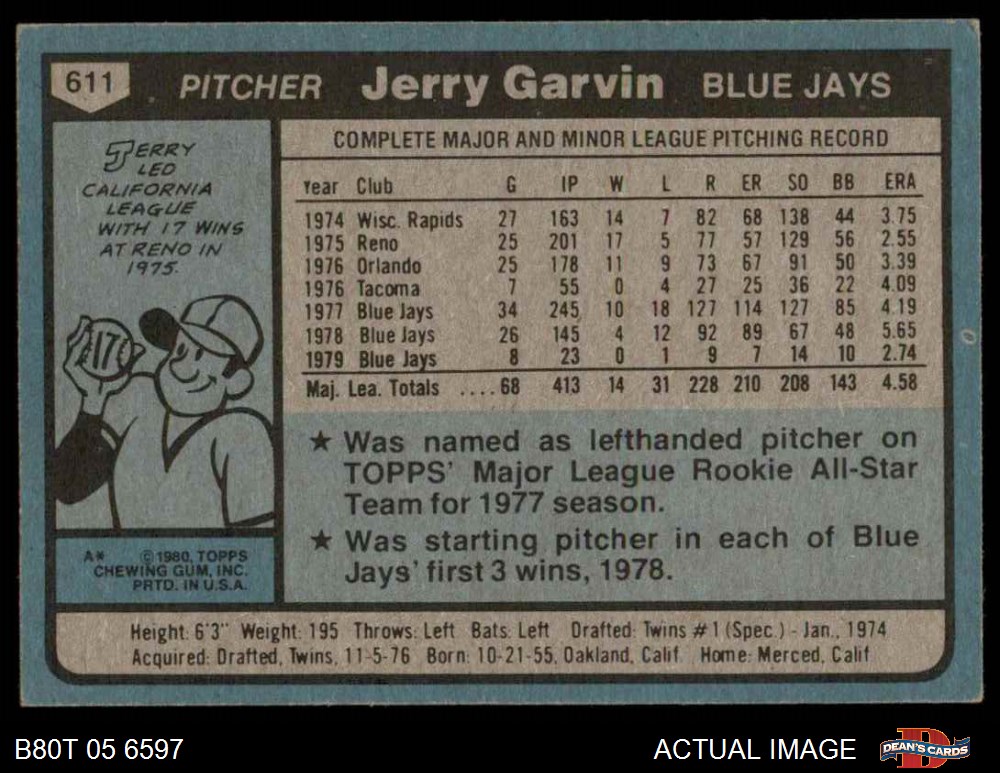 611 PITCHER Jerry Garvin BLUE JAYS
JERRY
LED
CALIFORNIA
LEAGUE
WITH 17 WINS
AT RENO IN
1975.
17
A* ©1980, TOPPS
CHEWING GUM, INC.
PRTD. IN U.S.A.
COMPLETE MAJOR AND MINOR LEAGUE PITCHING RECORD
Year Club G IP W L R ER SO BB ERA
1974 Wisc. Rapids 27 163 14 7 82 68 138 44 3.75
1975 Reno 25 201 17 5 77 57 129 56 2.55
1976 Orlando 25 178 11 9 73 67 91 50 3.39
1976 Tacoma 7 55 0 4 27 25 36 22 4.09
1977 Blue Jays 34 245 10 18 127 114 127 85 4.19
1978 Blue Jays 26 145 4 12 92 89 67 48 5.65
1979 Blue Jays 8 23 0 1 9 7 14 10 2.74
Maj. Lea. Totals ....68 413 14 31 228 210 208 143 4.58
★ Was named as lefthanded pitcher on
TOPPS' Major League Rookie All-Star
Team for 1977 season.
★ Was starting pitcher in each of Blue
Jays' first 3 wins, 1978.
Height: 6'3" Weight: 195 Throws: Left Bats: Left Drafted: Twins #1 (Spec.) - Jan., 1974
Acquired: Drafted, Twins, 11-5-76 Born: 10-21-55, Oakland, Calif. Home: Merced, Calif
B80T 05 6597 ACTUAL IMAGE DEAN'S CARDS